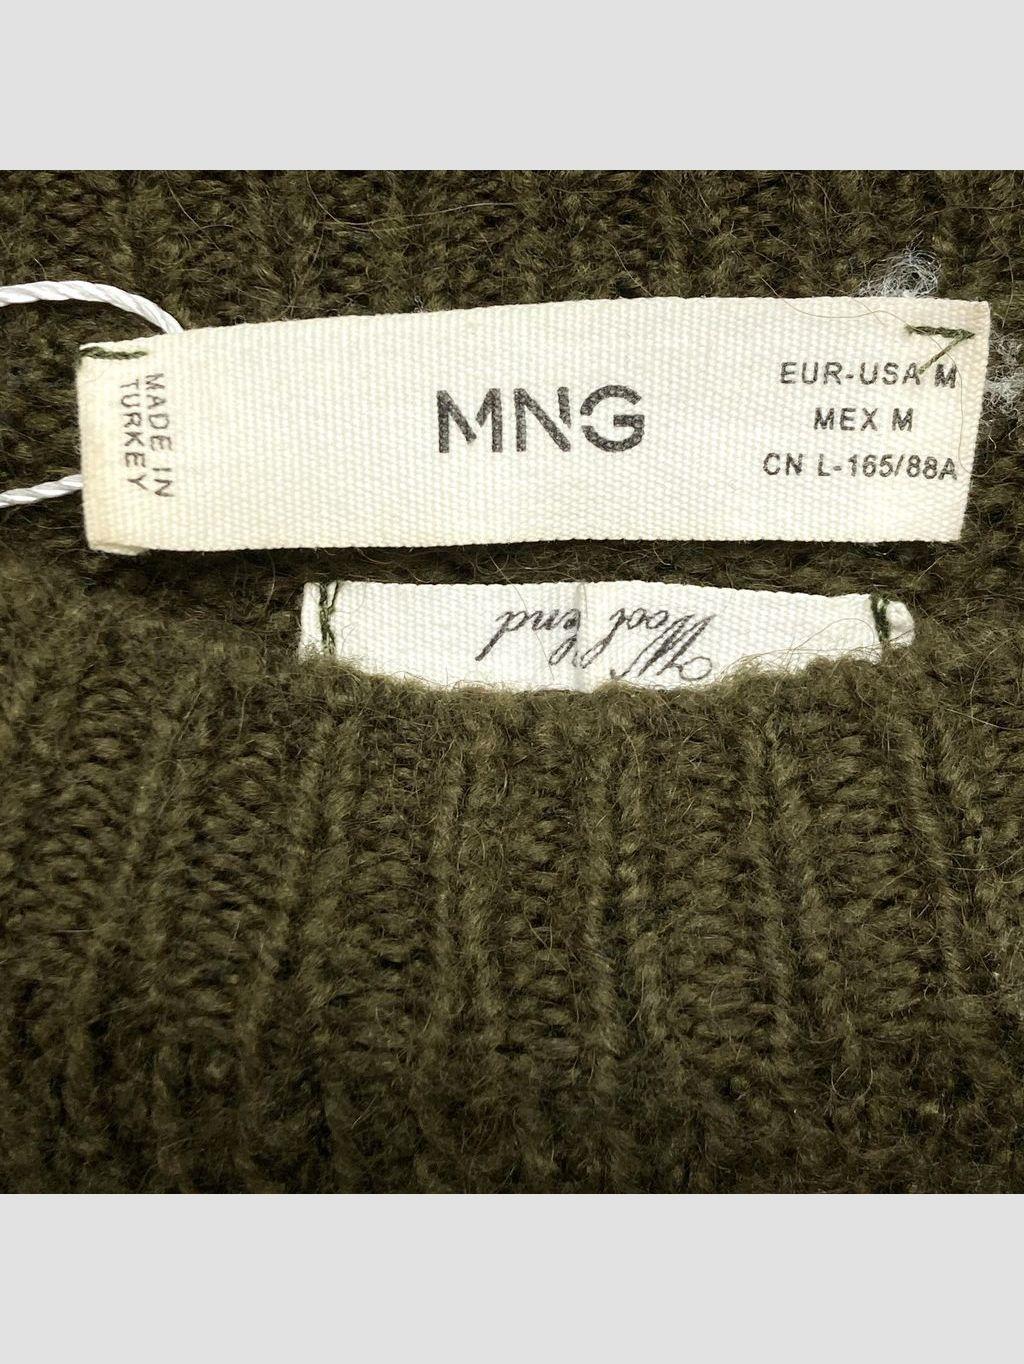 MNG
EUR-USA M
MEX M
CN L-165/88A
MADE IN
TURKEY
Wool blend